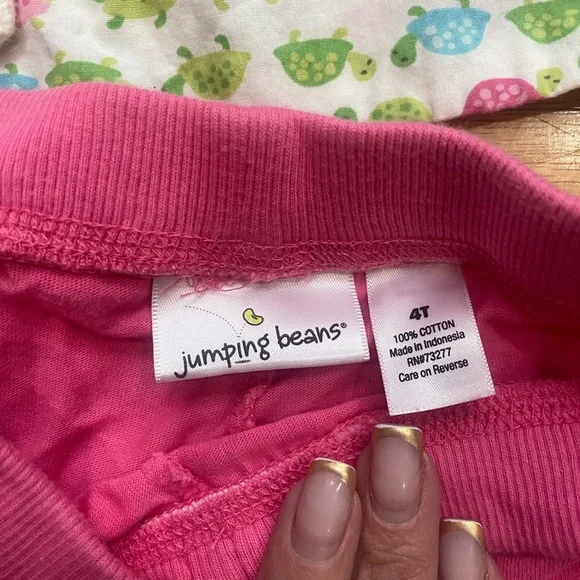 jumping beans®
4T
100% COTTON
Made in Indonesia
RN#73277
Care on Reverse